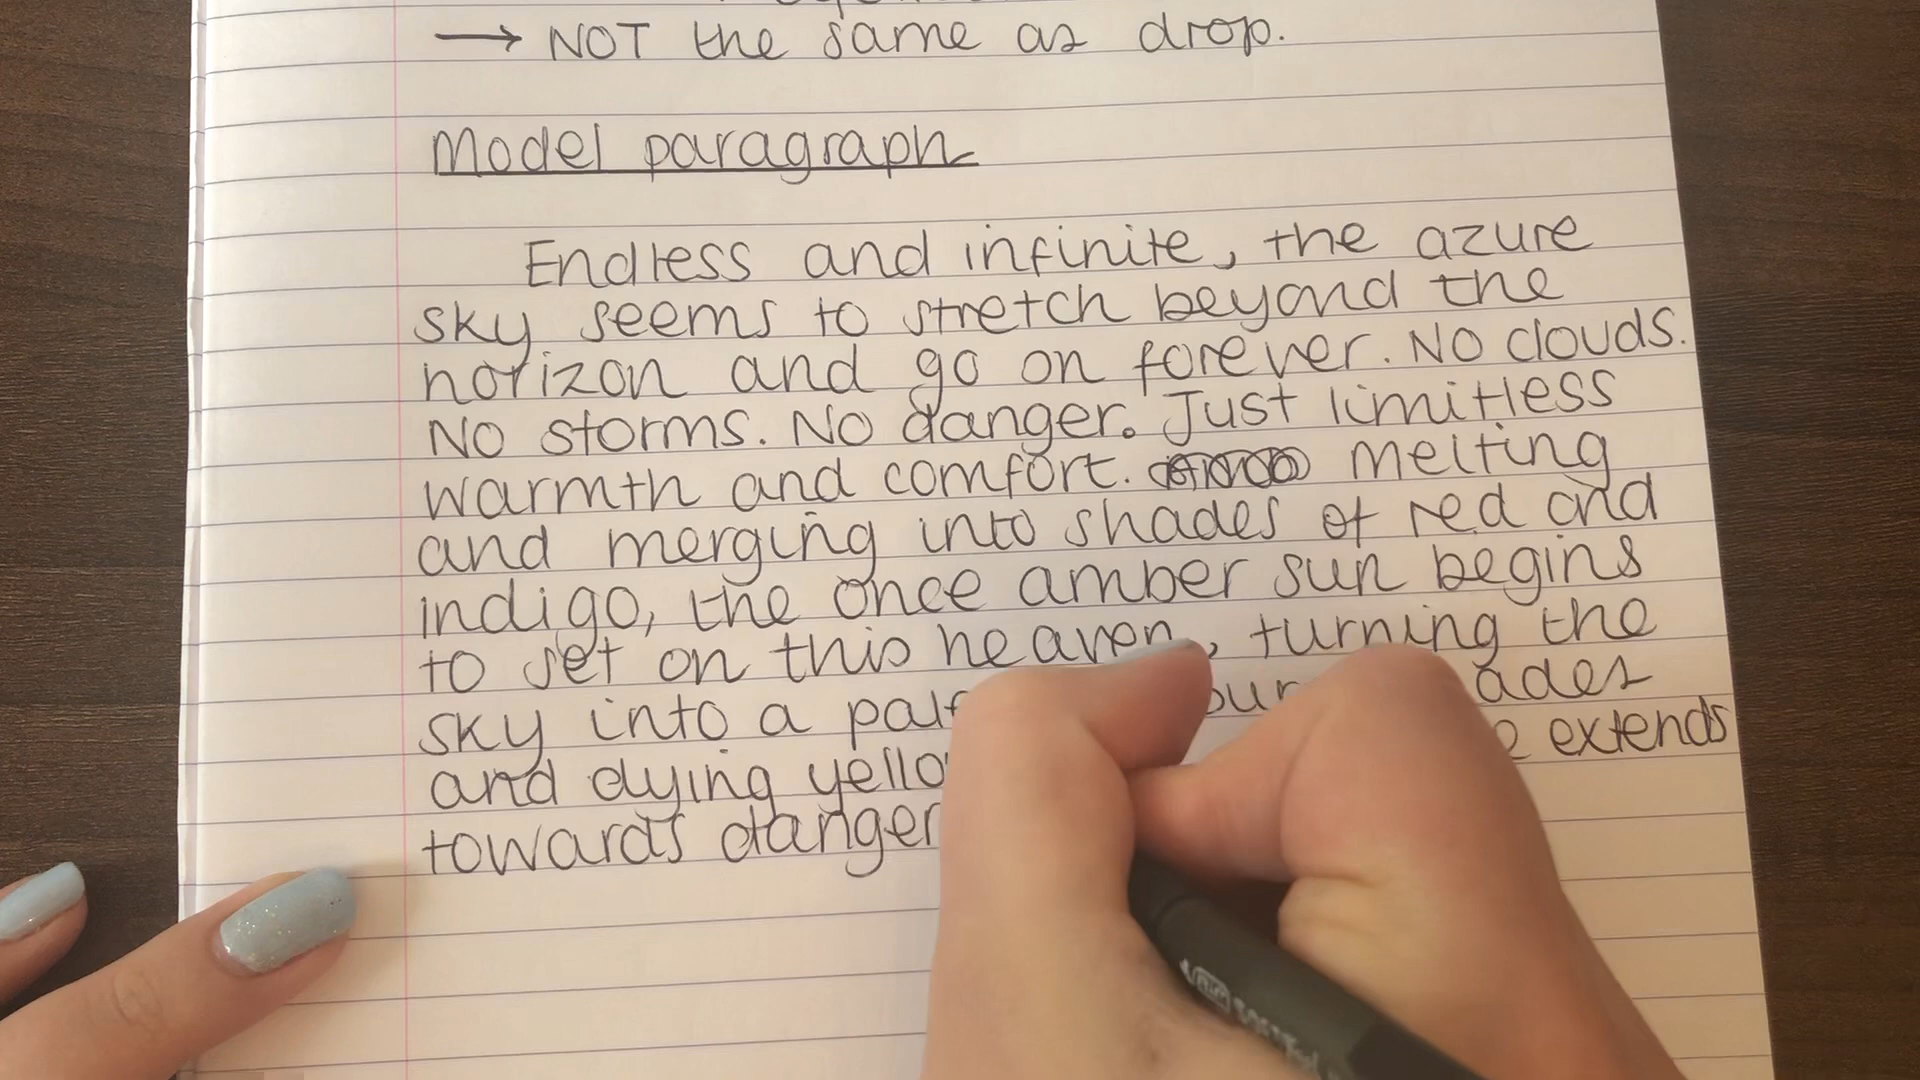 → NOT the same as drop.
Model paragraph
Endless and infinite, the azure
sky seems to stretch beyond the
horizon and go on forever. No clouds.
No storms. No danger. Just limitless
warmth and comfort. Melting
and merging into shades of red and
indigo, the once amber sun begins
to set on this heaven, turning the
sky into a
and dying extends
towards danger